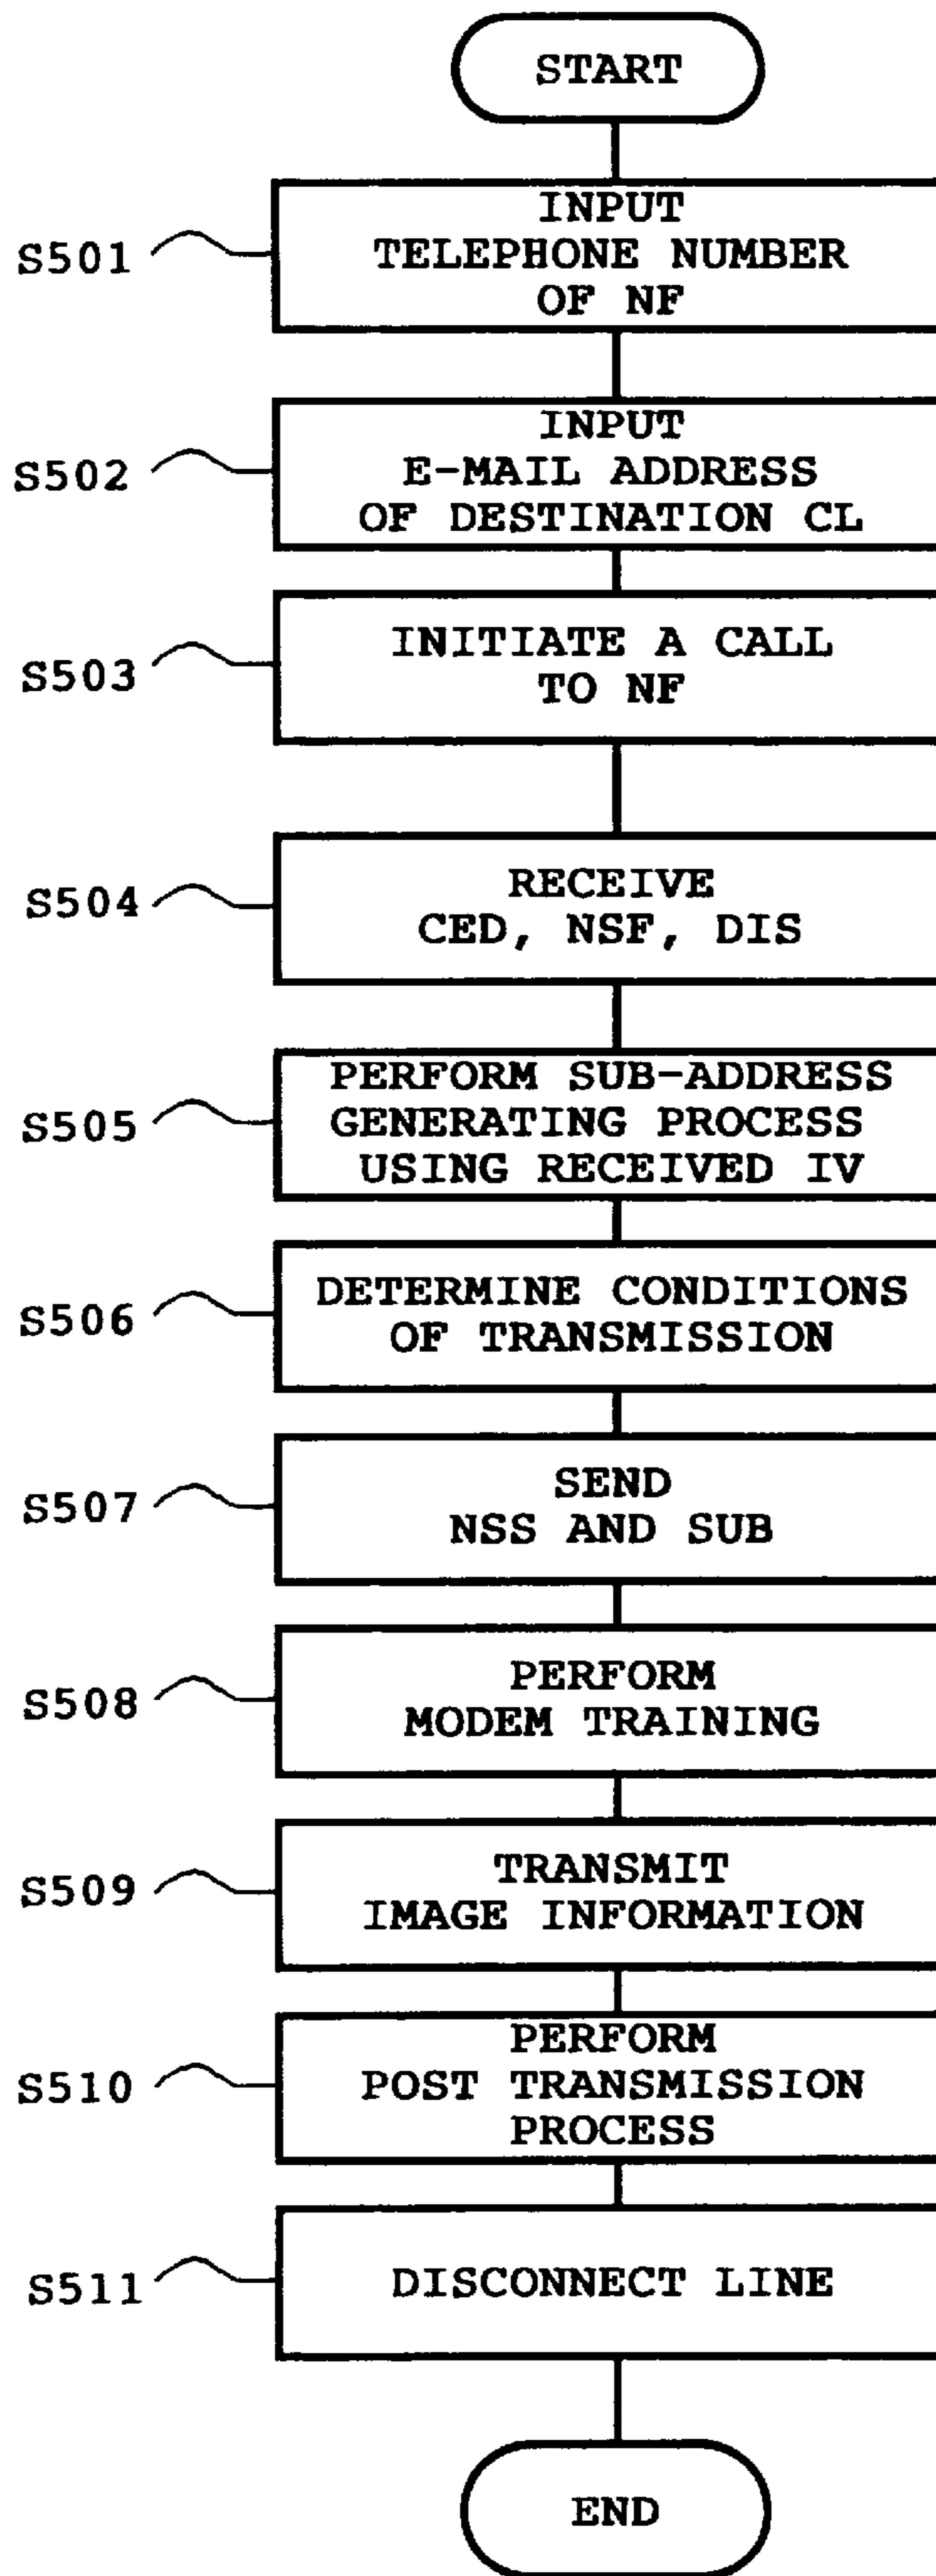 START
S501
INPUT
TELEPHONE NUMBER
OF NF
S502
INPUT
E-MAIL ADDRESS
OF DESTINATION CL
S503
INITIATE A CALL
TO NF
S504
RECEIVE
CED, NSF, DIS
S505
PERFORM SUB-ADDRESS
GENERATING PROCESS
USING RECEIVED IV
S506
DETERMINE CONDITIONS
OF TRANSMISSION
S507
SEND
NSS AND SUB
S508
PERFORM
MODEM TRAINING
S509
TRANSMIT
IMAGE INFORMATION
S510
PERFORM
POST TRANSMISSION
PROCESS
S511
DISCONNECT LINE
END